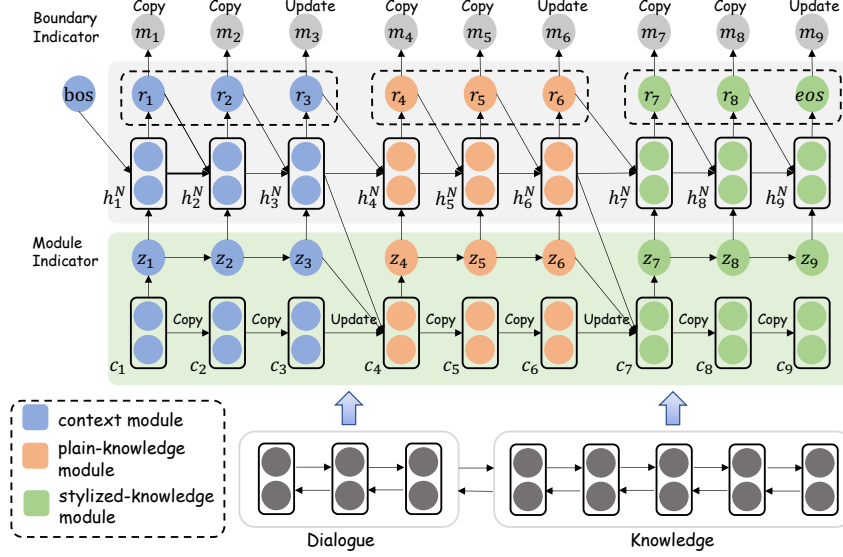 Copy Copy Update Copy Copy Update Copy Copy Update
Boundary
Indicator
m₁ m₂ m₃ m₄ m₅ m₆ m₇ m₈ m₉
bos r₁ r₂ r₃ r₄ r₅ r₆ r₇ r₈ eos
h₁ᴺ h₂ᴺ h₃ᴺ h₄ᴺ h₅ᴺ h₆ᴺ h₇ᴺ h₈ᴺ h₉ᴺ
Module
Indicator
z₁ z₂ z₃ z₄ z₅ z₆ z₇ z₈ z₉
Copy Copy Update Copy Copy Update Copy Copy
c₁ c₂ c₃ c₄ c₅ c₆ c₇ c₈ c₉
context module
plain-knowledge
module
stylized-knowledge
module
Dialogue Knowledge